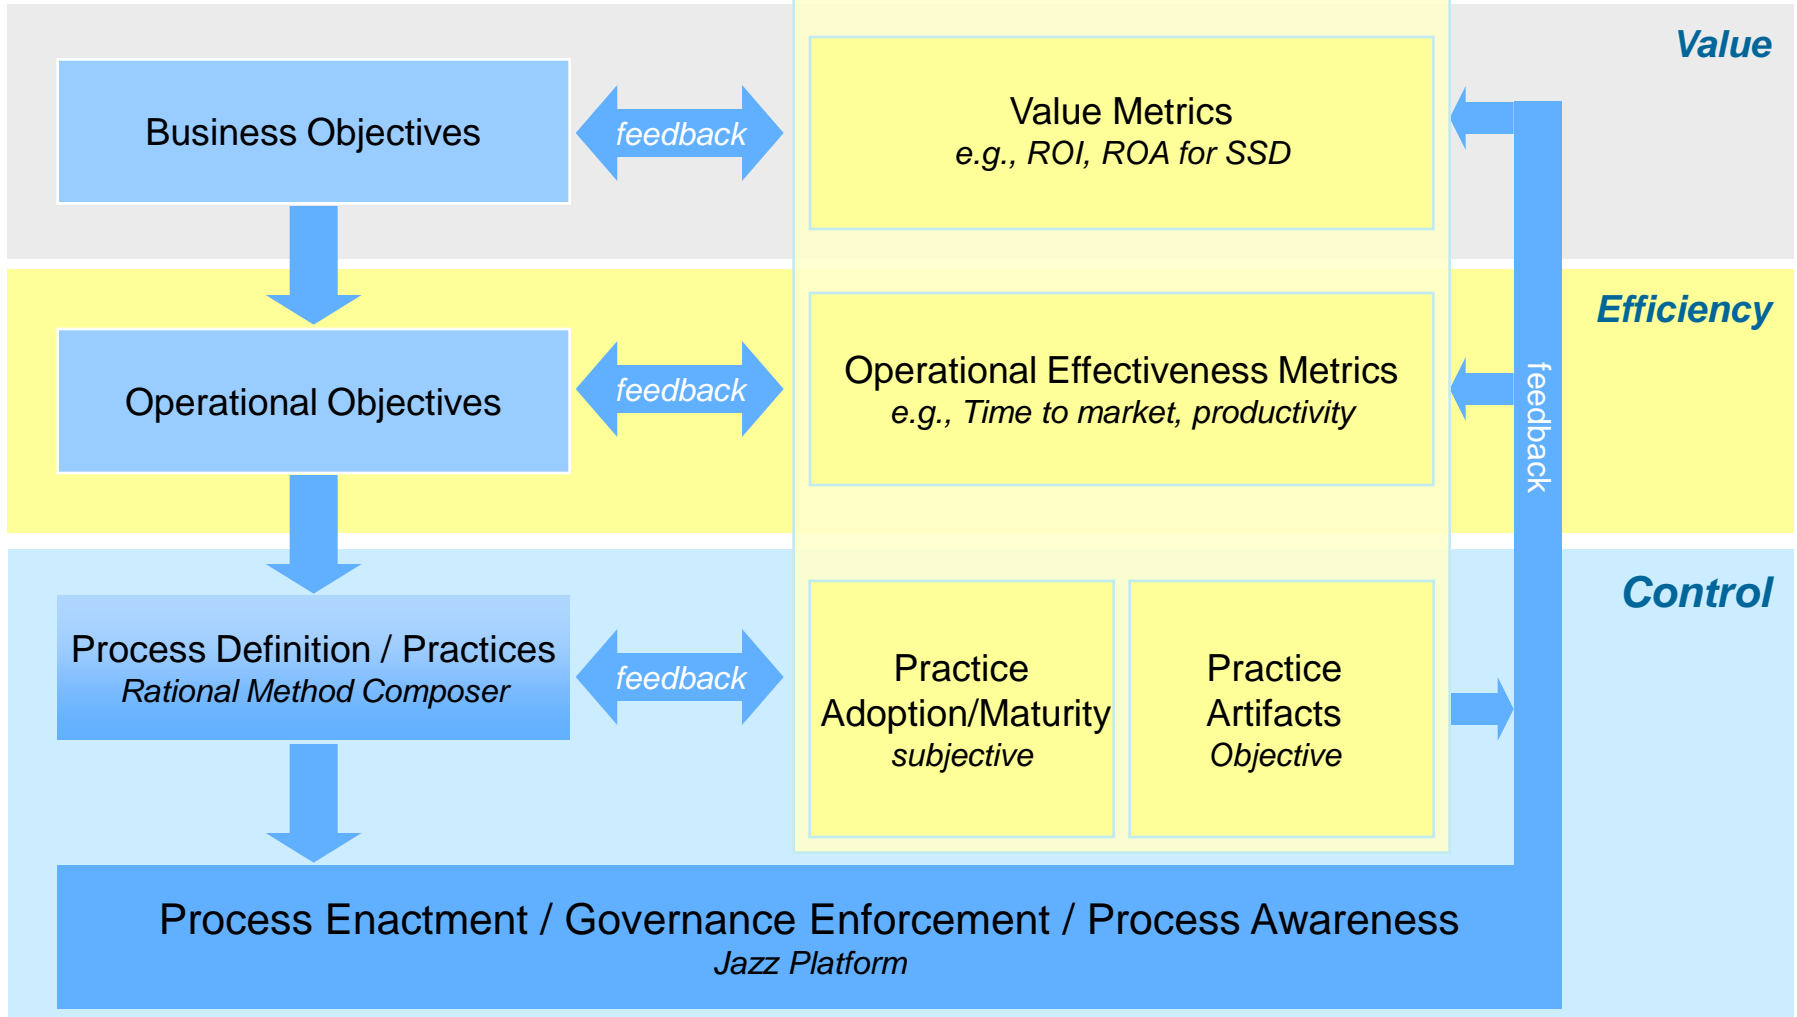 Value
Business Objectives
feedback
Value Metrics
e.g., ROI, ROA for SSD
Efficiency
Operational Objectives
feedback
Operational Effectiveness Metrics
e.g., Time to market, productivity
feedback
Control
Process Definition / Practices
Rational Method Composer
feedback
Practice
Adoption/Maturity
subjective
Practice
Artifacts
Objective
Process Enactment / Governance Enforcement / Process Awareness
Jazz Platform